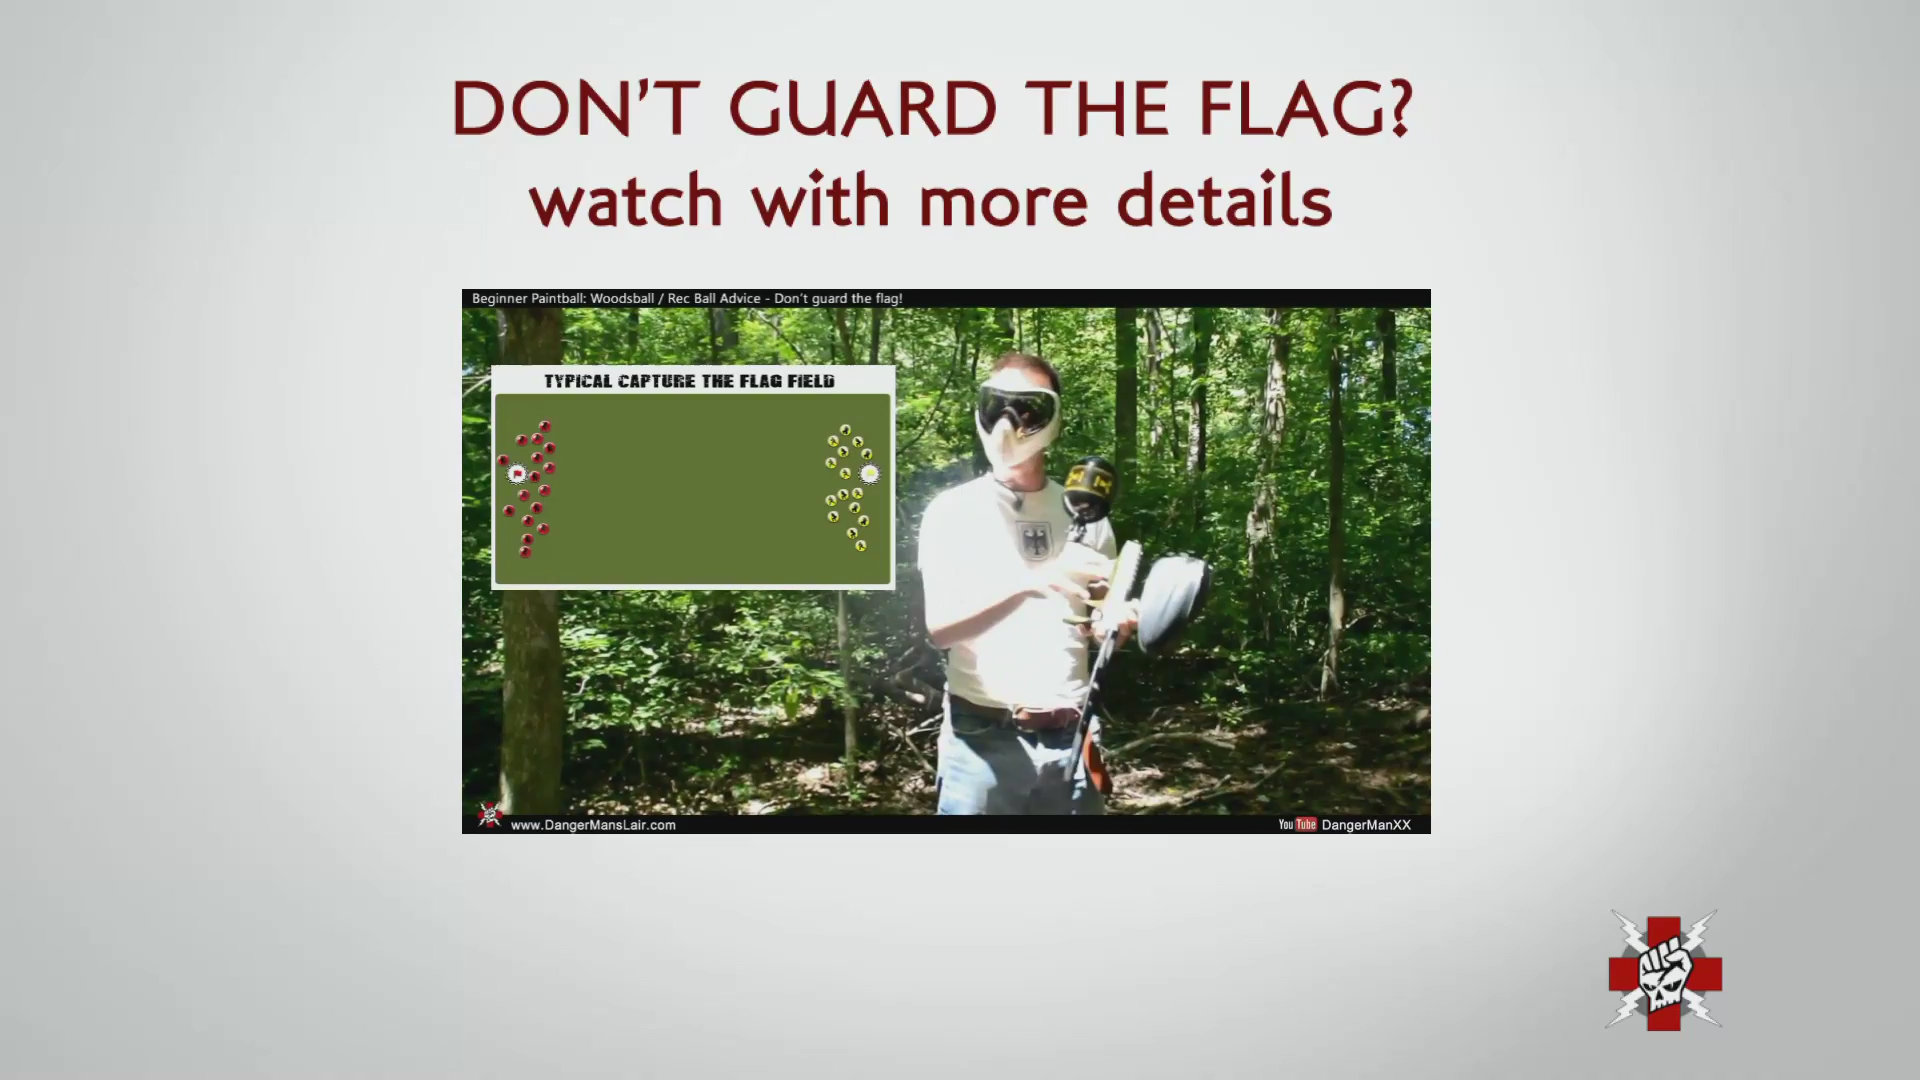 DON'T GUARD THE FLAG?
watch with more details
Beginner Paintball: Woodsball / Rec Ball Advice - Don't guard the flag!
TYPICAL CAPTURE THE FLAG FIELD
www.DangerMansLair.com
YouTube DangerManXX